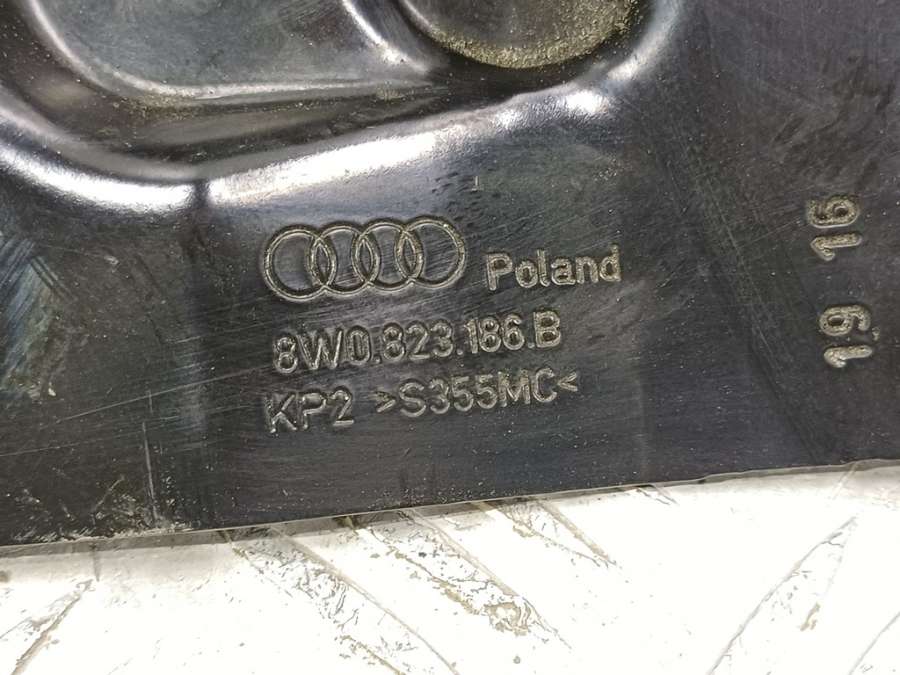 Poland
8W0.823.186.B
KP2 >S355MC<
19 16